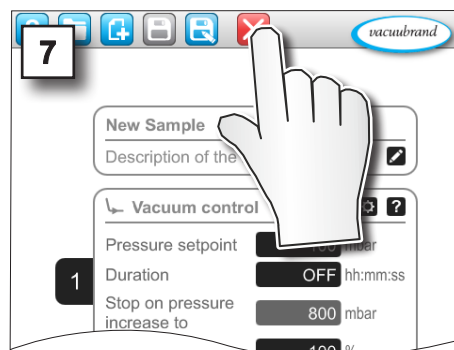 7
vacuubrand
New Sample
Description of the
Vacuum control
?
Pressure setpoint
mbar
1
Duration
OFF hh:mm:ss
Stop on pressure
increase to
800 mbar
%